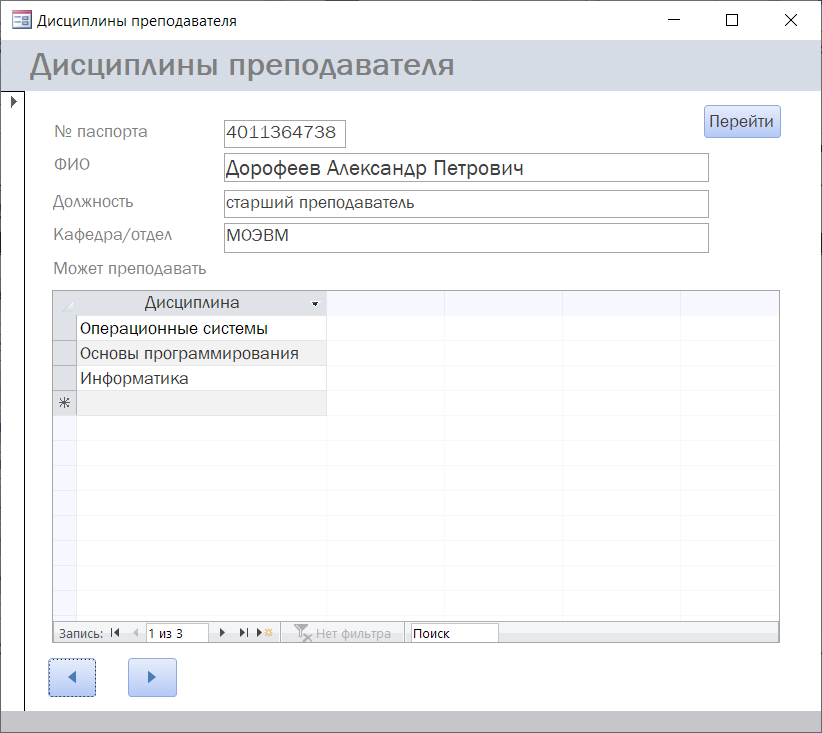 Дисциплины преподавателя
Дисциплины преподавателя
Перейти
№ паспорта 4011364738
ФИО Дорофеев Александр Петрович
Должность старший преподаватель
Кафедра/отдел МОЭВМ
Может преподавать
Дисциплина
Операционные системы
Основы программирования
Информатика
Запись: 1 из 3 Нет фильтра Поиск